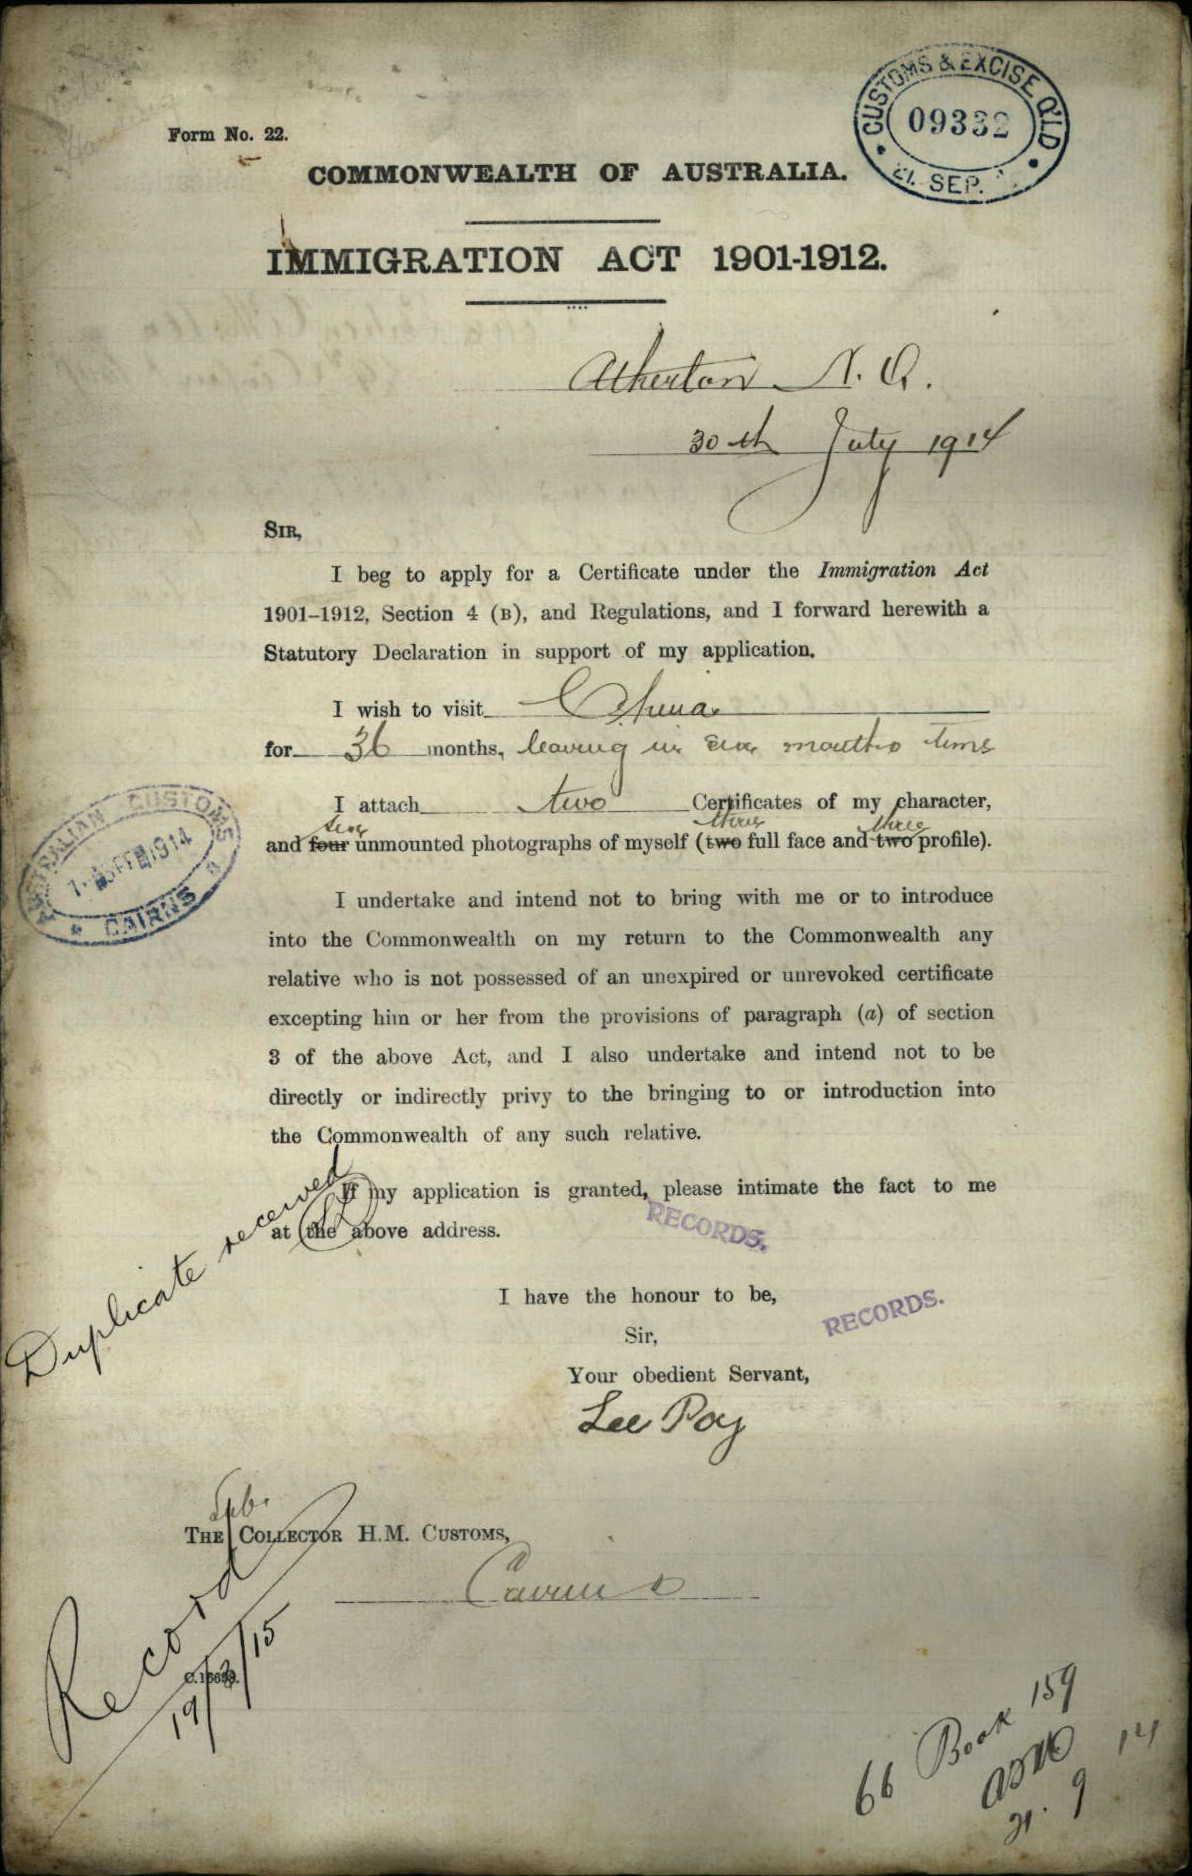 CUSTOMS & EXCISE Q'LD
09332
21. SEP.
Form No. 22.
COMMONWEALTH OF AUSTRALIA.
IMMIGRATION ACT 1901-1912.
Atherton N. Q.
30th July 1914
SIR,
I beg to apply for a Certificate under the Immigration Act
1901–1912, Section 4 (B), and Regulations, and I forward herewith a
Statutory Declaration in support of my application.
I wish to visit China
for 36 months, leaving in six months time
I attach two Certificates of my character,
six three three
and four unmounted photographs of myself (two full face and two profile).
AUSTRALIAN CUSTOMS
1914
CAIRNS
I undertake and intend not to bring with me or to introduce
into the Commonwealth on my return to the Commonwealth any
relative who is not possessed of an unexpired or unrevoked certificate
excepting him or her from the provisions of paragraph (a) of section
3 of the above Act, and I also undertake and intend not to be
directly or indirectly privy to the bringing to or introduction into
the Commonwealth of any such relative.
If my application is granted, please intimate the fact to me
at the above address.
Duplicate received
RECORDS.
I have the honour to be,
RECORDS.
Sir,
Your obedient Servant,
Lee Poy
THE COLLECTOR H.M. CUSTOMS,
Cairns
Record
19/3/15
66 Book 159
21. 9 14